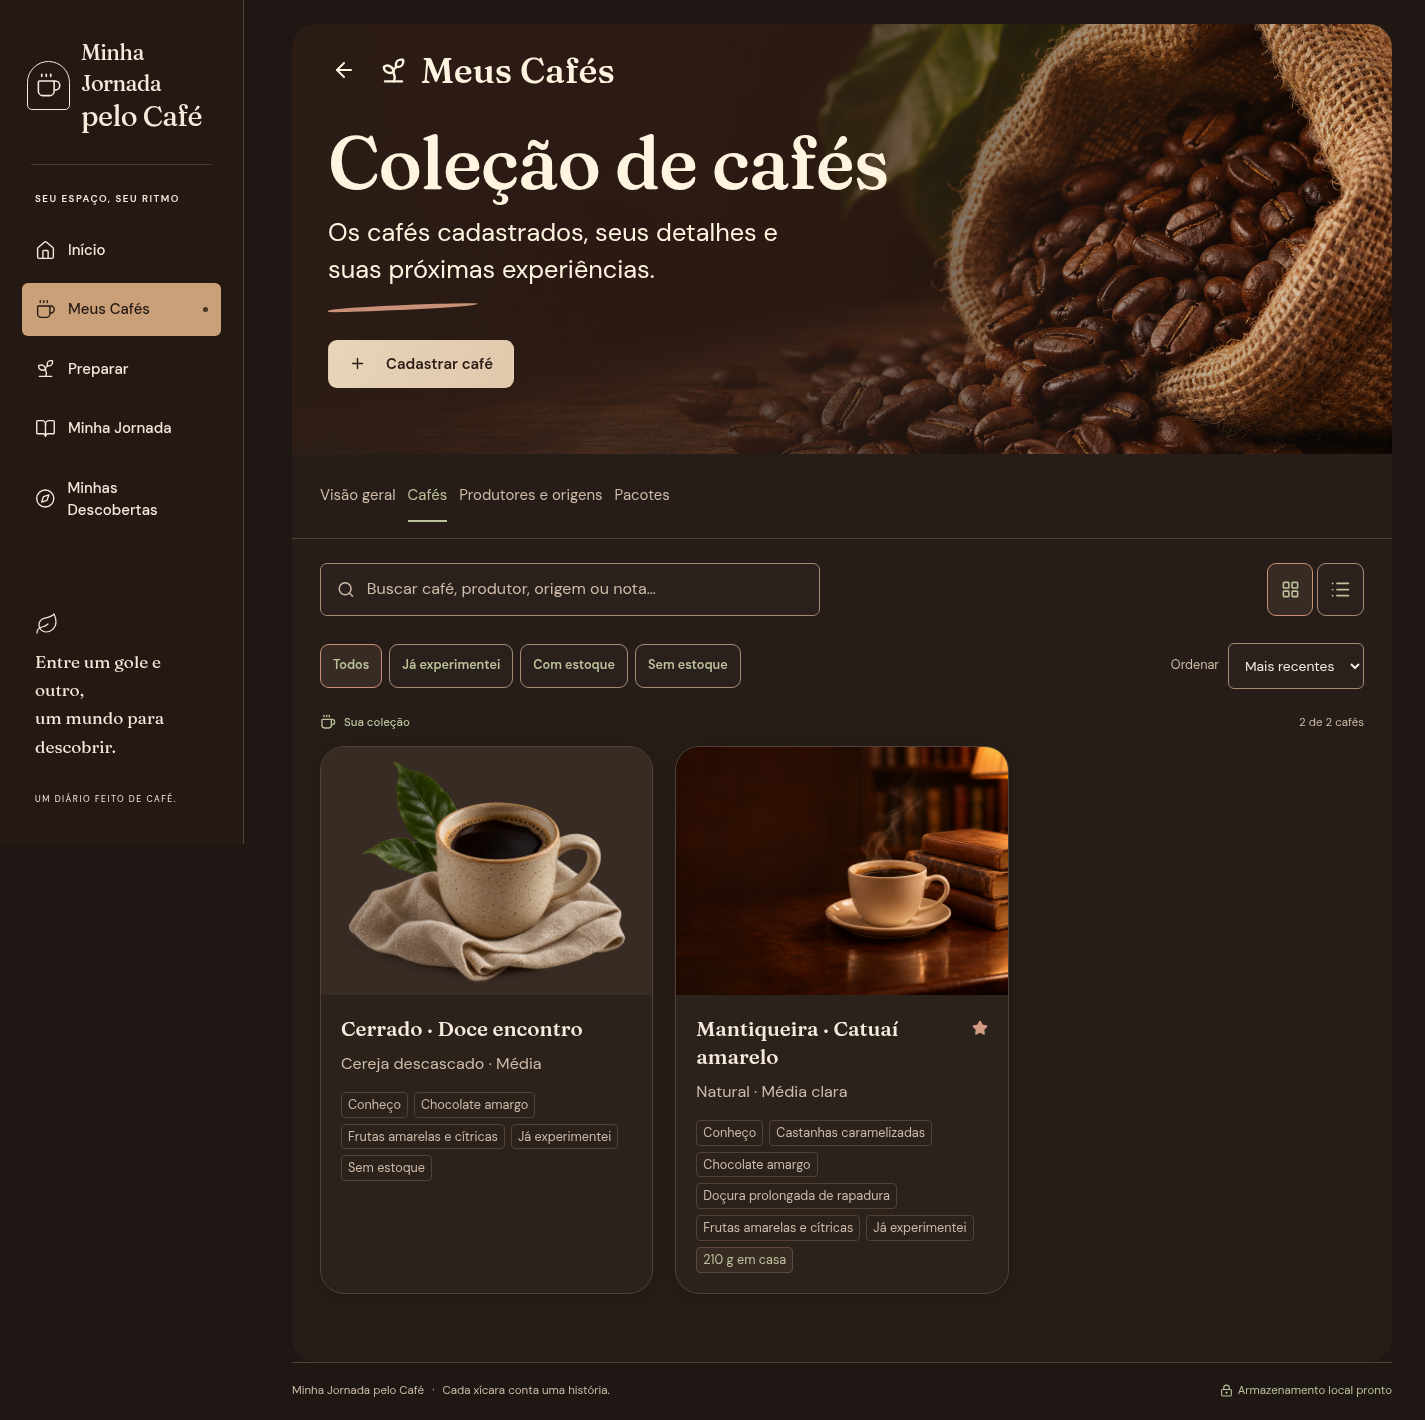 Minha
Jornada
pelo Café
SEU ESPAÇO, SEU RITMO
Início
Meus Cafés
Preparar
Minha Jornada
Minhas
Descobertas
Entre um gole e
outro,
um mundo para
descobrir.
UM DIÁRIO FEITO DE CAFÉ.
Meus Cafés
Coleção de cafés
Os cafés cadastrados, seus detalhes e
suas próximas experiências.
Cadastrar café
Visão geral Cafés Produtores e origens Pacotes
Buscar café, produtor, origem ou nota...
Todos Já experimentei Com estoque Sem estoque
Ordenar Mais recentes
Sua coleção
2 de 2 cafés
Cerrado · Doce encontro
Cereja descascado · Média
Conheço Chocolate amargo
Frutas amarelas e cítricas Já experimentei
Sem estoque
Mantiqueira · Catuaí
amarelo
Natural · Média clara
Conheço Castanhas caramelizadas
Chocolate amargo
Doçura prolongada de rapadura
Frutas amarelas e cítricas Já experimentei
210 g em casa
Minha Jornada pelo Café · Cada xícara conta uma história.
Armazenamento local pronto